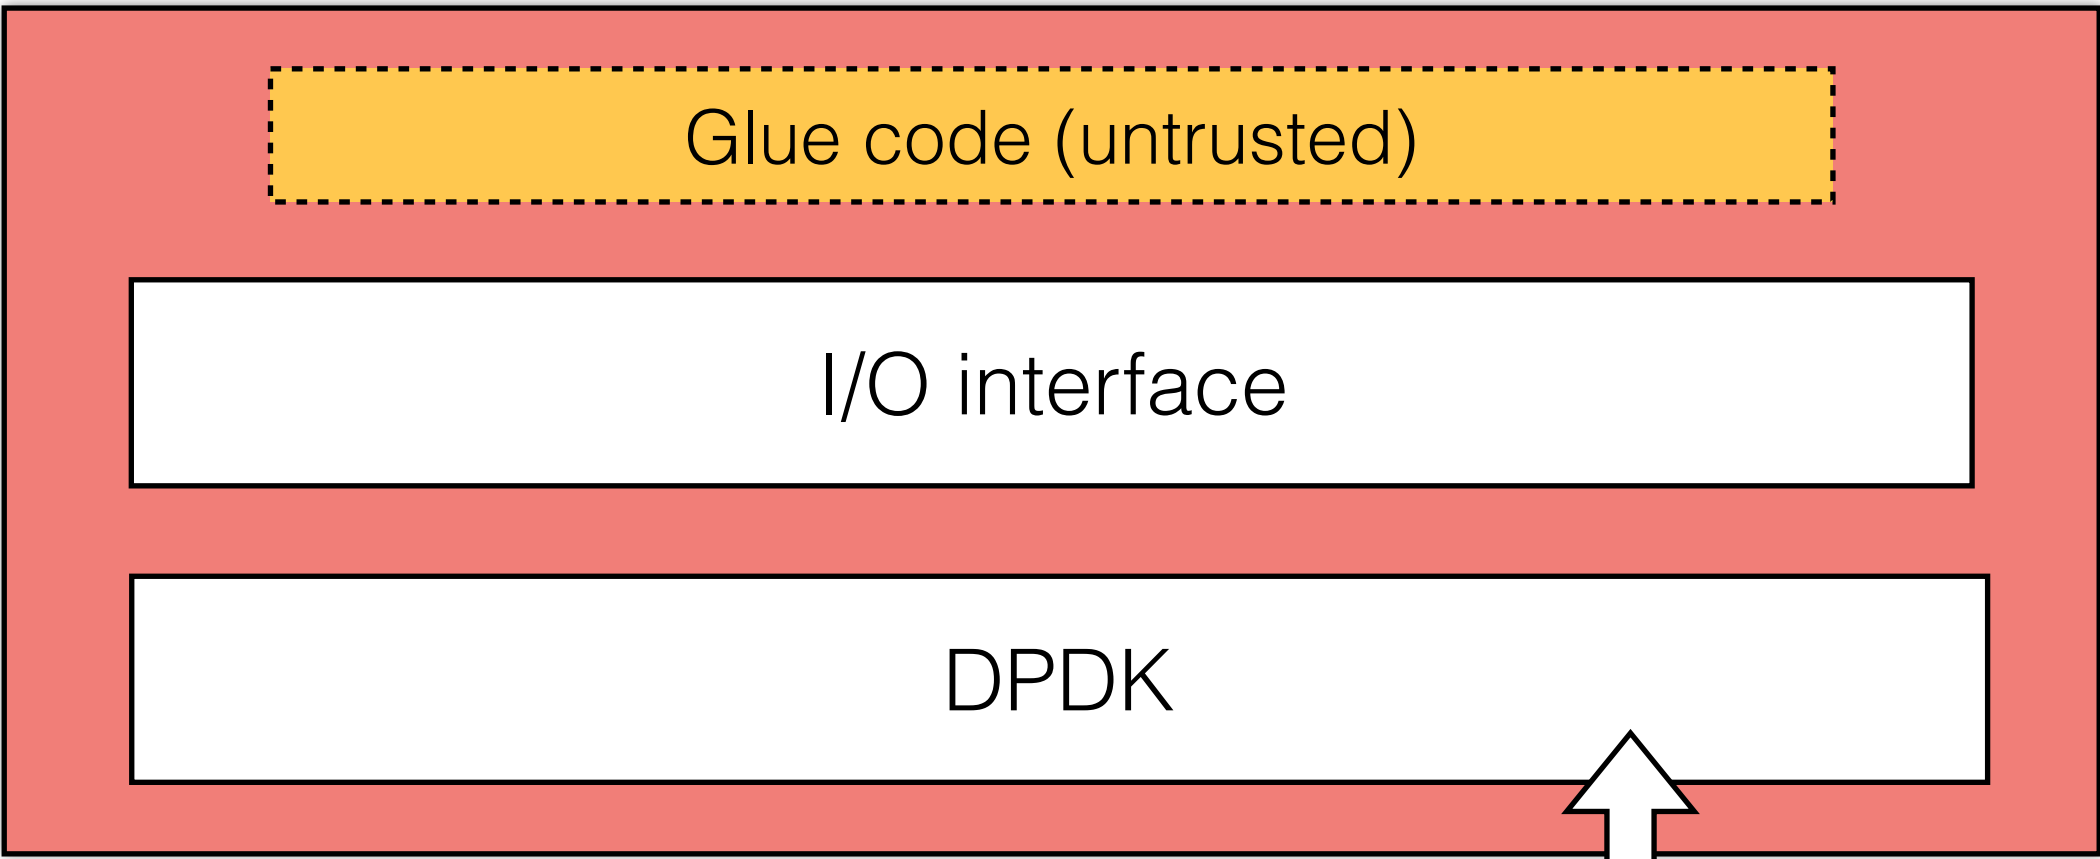 Glue code (untrusted)
I/O interface
DPDK